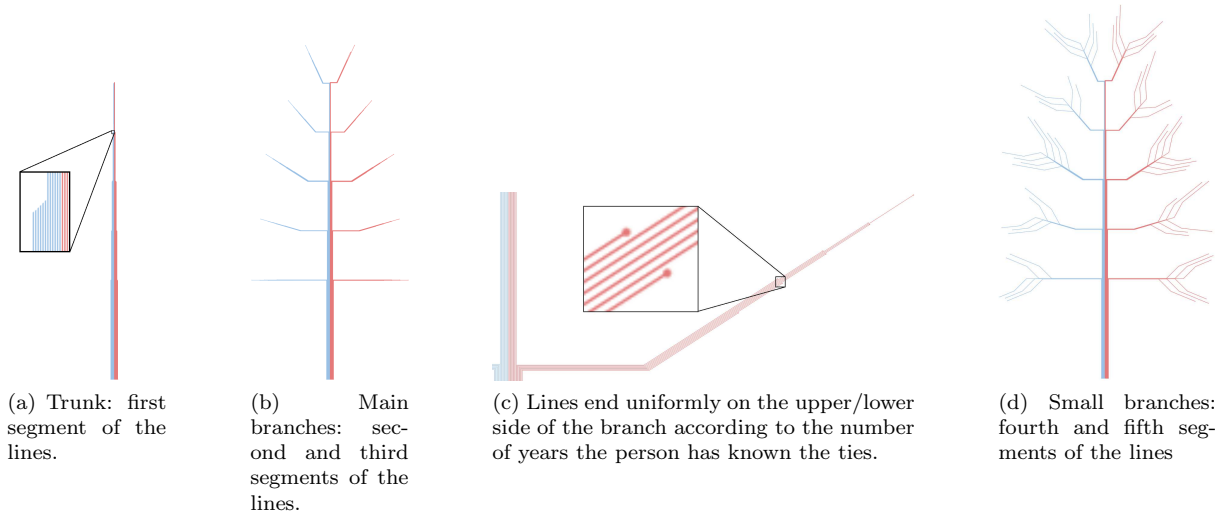 (a) Trunk: first
segment of the
lines.
(b) Main
branches: sec-
ond and third
segments of the
lines.
(c) Lines end uniformly on the upper/lower
side of the branch according to the number
of years the person has known the ties.
(d) Small branches:
fourth and fifth seg-
ments of the lines